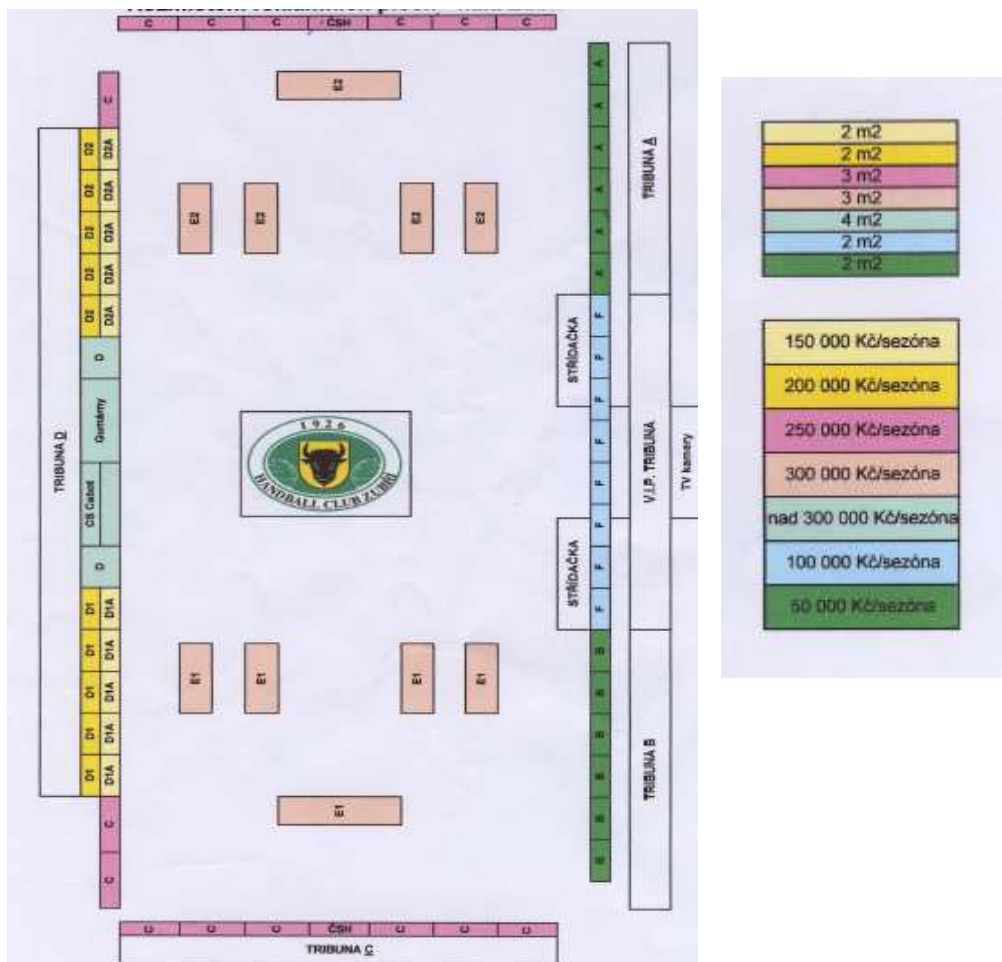 C C C ČSH C C C
C
TRIBUNA D
D2 D2 D2 D2 D2
D2A D2A D2A D2A D2A
D
Gumárny
CS Cabot
D
D1 D1 D1 D1 D1
D1A D1A D1A D1A D1A
C C
E2
E2 E2 E2 E2
1926
HANDBALL CLUB ZUBŘÍ
E1 E1 E1 E1
E1
A A A A A A
F F F F F F F F
B B B B B B
STŘÍDAČKA
STŘÍDAČKA
TRIBUNA A
V.I.P. TRIBUNA
TV kamery
TRIBUNA B
C C C ČSH C C C
TRIBUNA C
2 m2
2 m2
3 m2
3 m2
4 m2
2 m2
2 m2
150 000 Kč/sezóna
200 000 Kč/sezóna
250 000 Kč/sezóna
300 000 Kč/sezóna
nad 300 000 Kč/sezóna
100 000 Kč/sezóna
50 000 Kč/sezóna